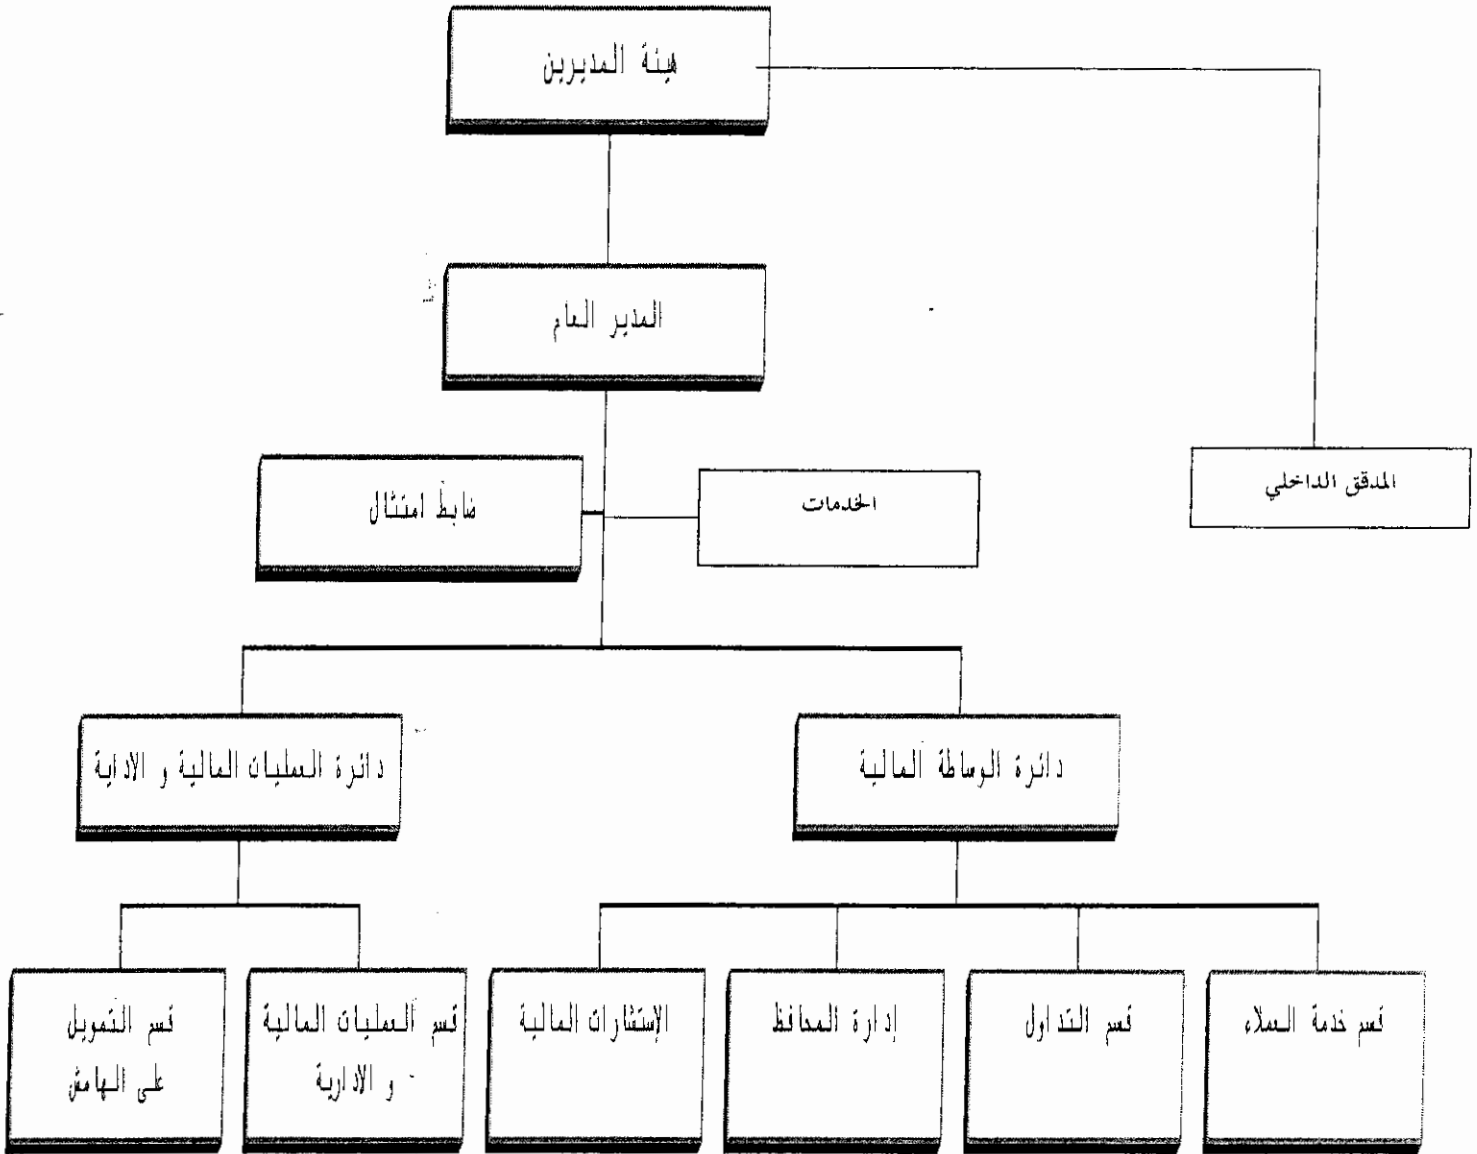 هيئة المديرين
المدير العام
المدقق الداخلي
الخدمات
ضابط امتثال
دائرة الوساطة المالية
دائرة العمليات المالية و الاداية
قسم خدمة العملاء
قسم التداول
إدارة المحافظ
الإستشارات المالية
قسم العمليات المالية
و الادارية
قسم التمويل
على الهامش